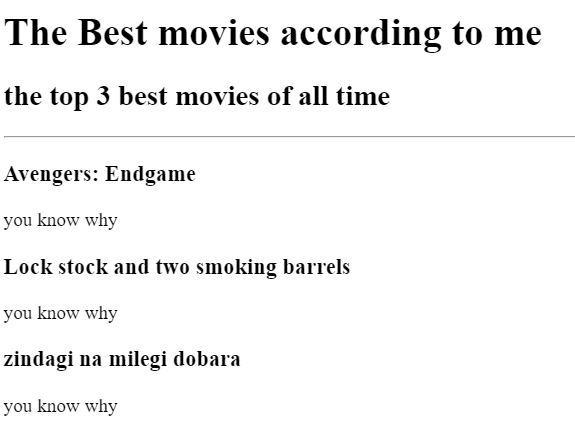 The Best movies according to me
the top 3 best movies of all time
Avengers: Endgame
you know why
Lock stock and two smoking barrels
you know why
zindagi na milegi dobara
you know why